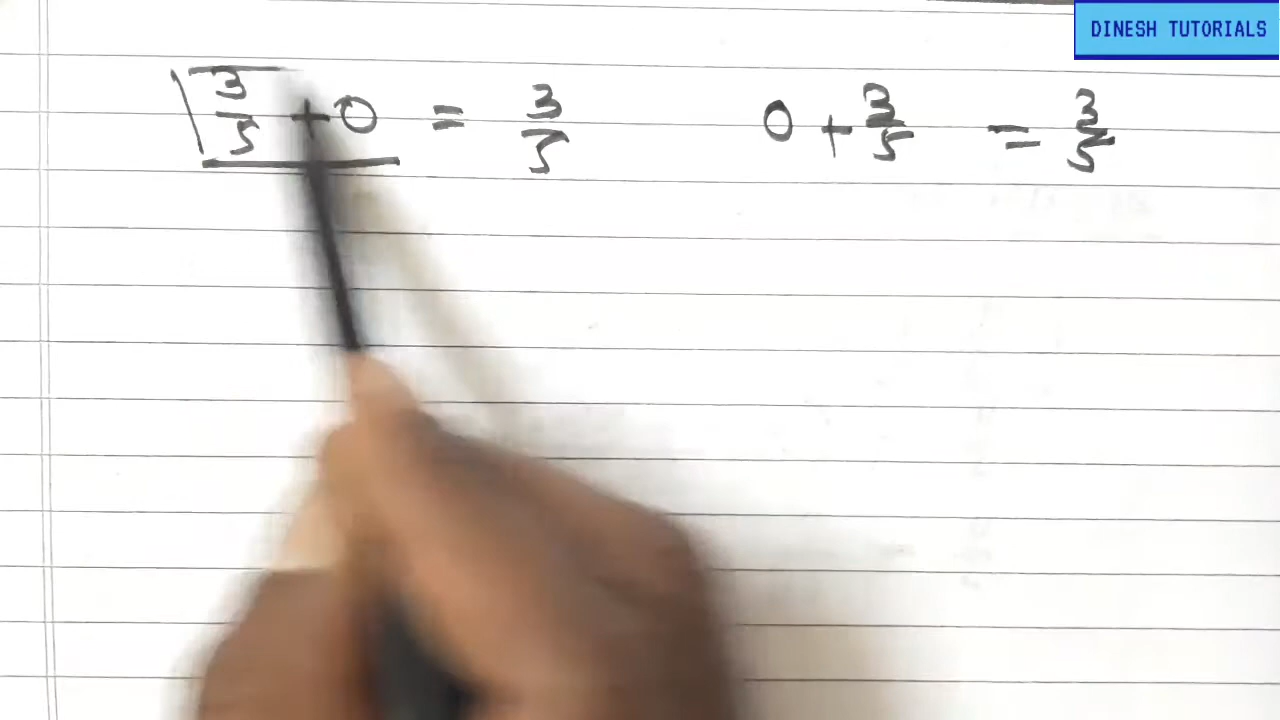 DINESH TUTORIALS
3/5 + 0 = 3/5    0 + 3/5 = 3/5